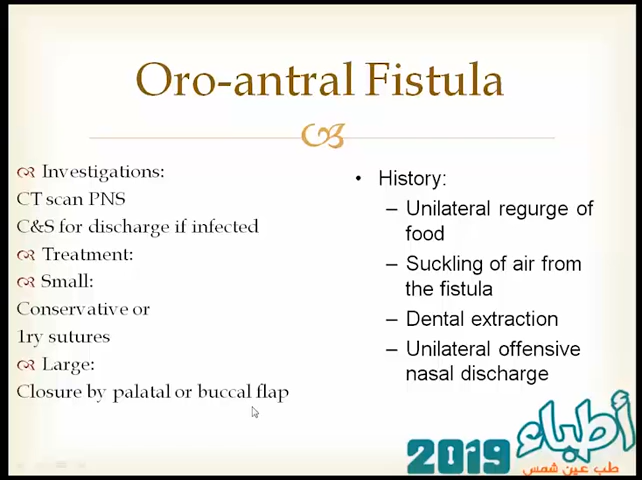 Oro-antral Fistula
Investigations:
CT scan PNS
C&S for discharge if infected
Treatment:
Small:
Conservative or
1ry sutures
Large:
Closure by palatal or buccal flap
• History:
– Unilateral regurge of
food
– Suckling of air from
the fistula
– Dental extraction
– Unilateral offensive
nasal discharge
أطباء
2019
طب عين شمس